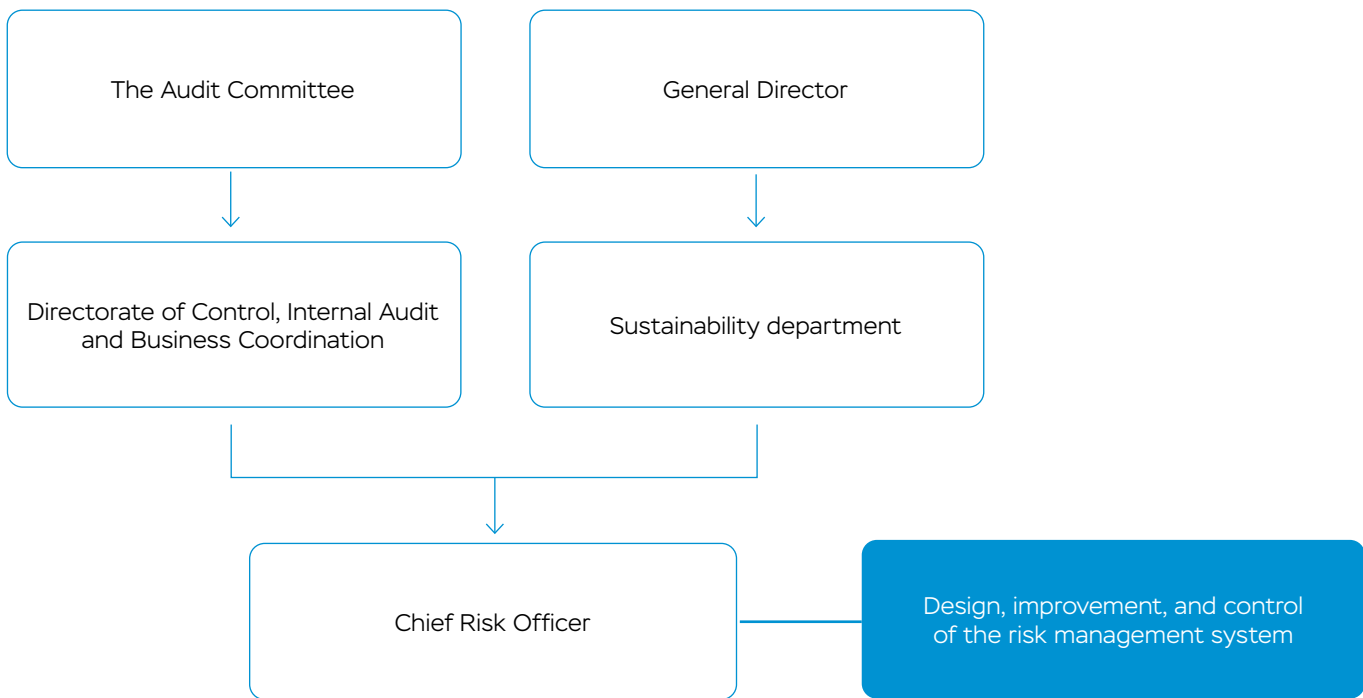 The Audit Committee
General Director
Directorate of Control, Internal Audit
and Business Coordination
Sustainability department
Chief Risk Officer
Design, improvement, and control
of the risk management system